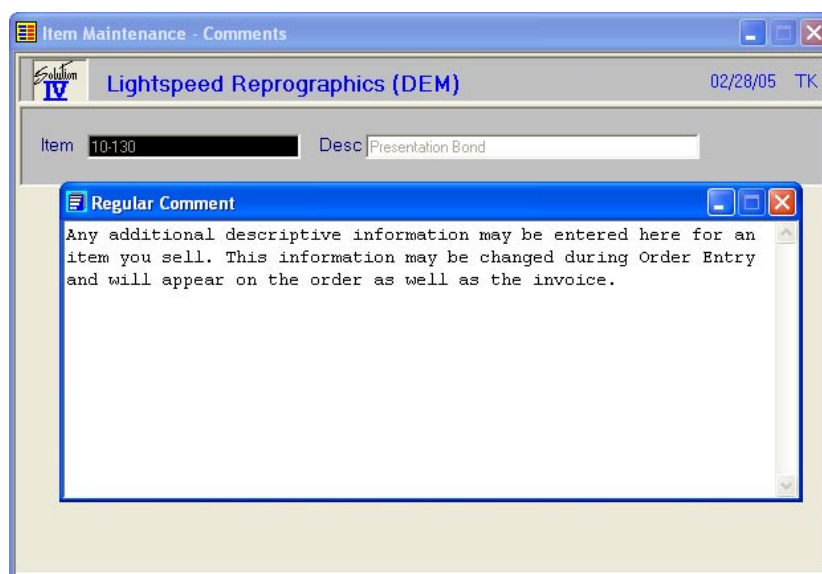 Item Maintenance - Comments
Solution
IV
Lightspeed Reprographics (DEM)
02/28/05 TK
Item 10-130 Desc Presentation Bond
Regular Comment
Any additional descriptive information may be entered here for an
item you sell. This information may be changed during Order Entry
and will appear on the order as well as the invoice.